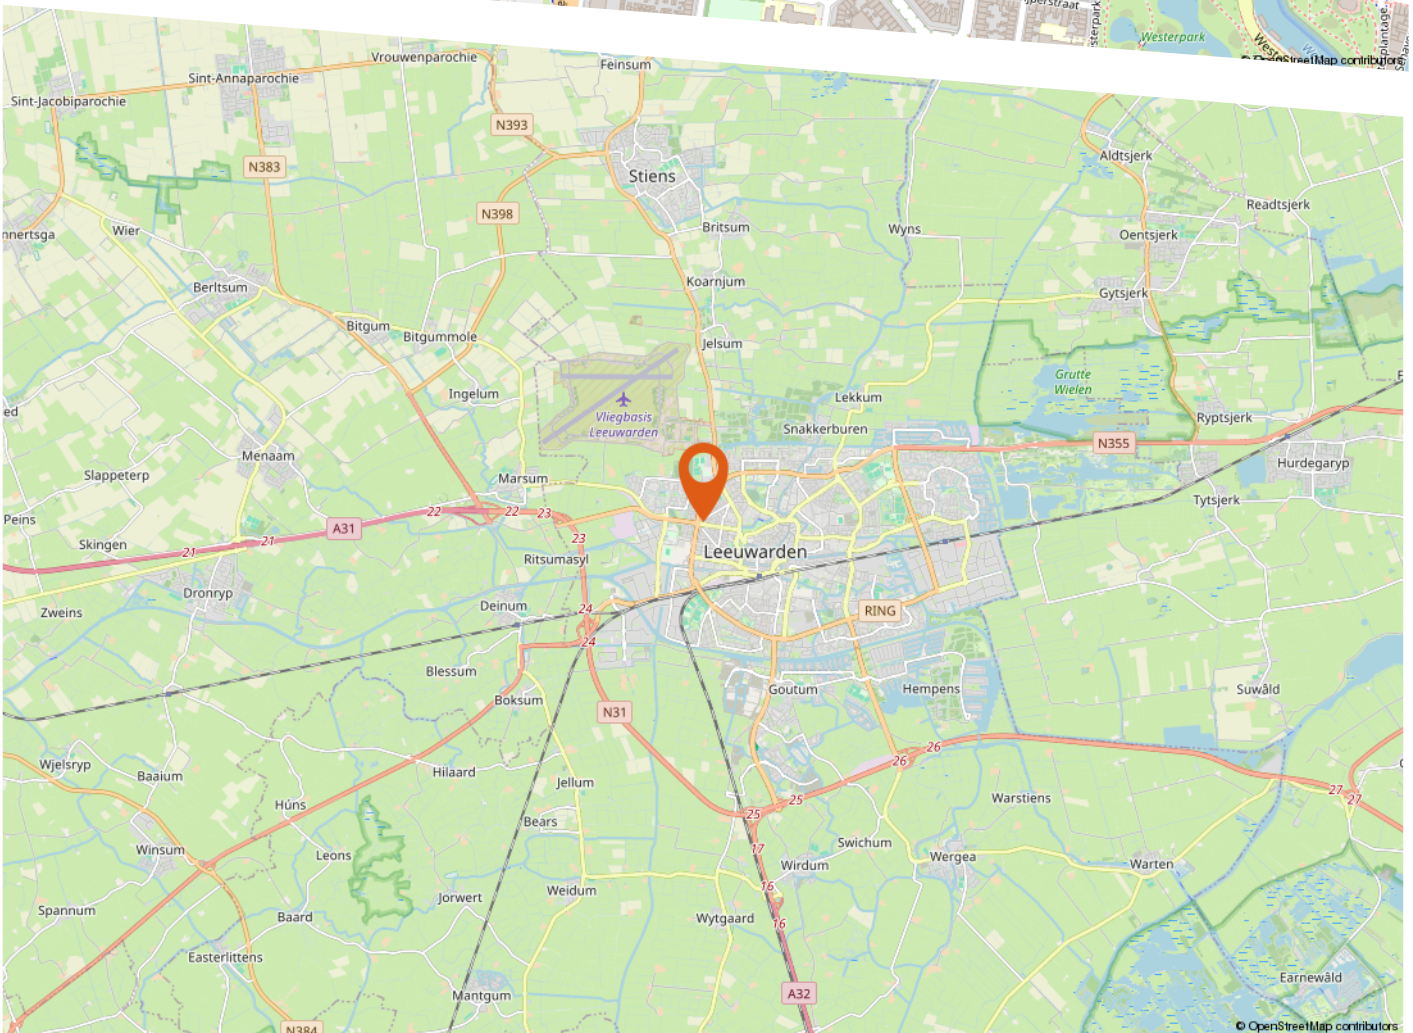 Westerpark
© OpenStreetMap contributors
Vrouwenparochie
Feinsum
Sint-Annaparochie
Sint-Jacobiparochie
N393
Aldtsjerk
N383
Stiens
Readtsjerk
N398
Britsum
Wyns
Wier
nnertsga
Oentsjerk
Koarnjum
Berltsum
Gytsjerk
Bitgum
Bitgummole
Jelsum
Grutte
Wielen
Ingelum
Lekkum
Vliegbasis
Leeuwarden
Ryptsjerk
Snakkerburen
N355
Menaam
Hurdegaryp
Slappeterp
Marsum
Tytsjerk
Peins
22
22
23
A31
Skingen
23
21
21
Leeuwarden
Ritsumasyl
Dronryp
Zweins
Deinum
24
RING
24
Blessum
Goutum
Hempens
Suwâld
Boksum
N31
26
26
Wjelsryp
Baaium
Hilaard
Jellum
27
27
Warstiens
25
25
Húns
Bears
17
Swichum
Winsum
Leons
Wergea
Wirdum
Warten
16
Weidum
Jorwert
Spannum
Baard
Wytgaard
16
Easterlittens
Earnewâld
Mantgum
A32
N384
© OpenStreetMap contributors